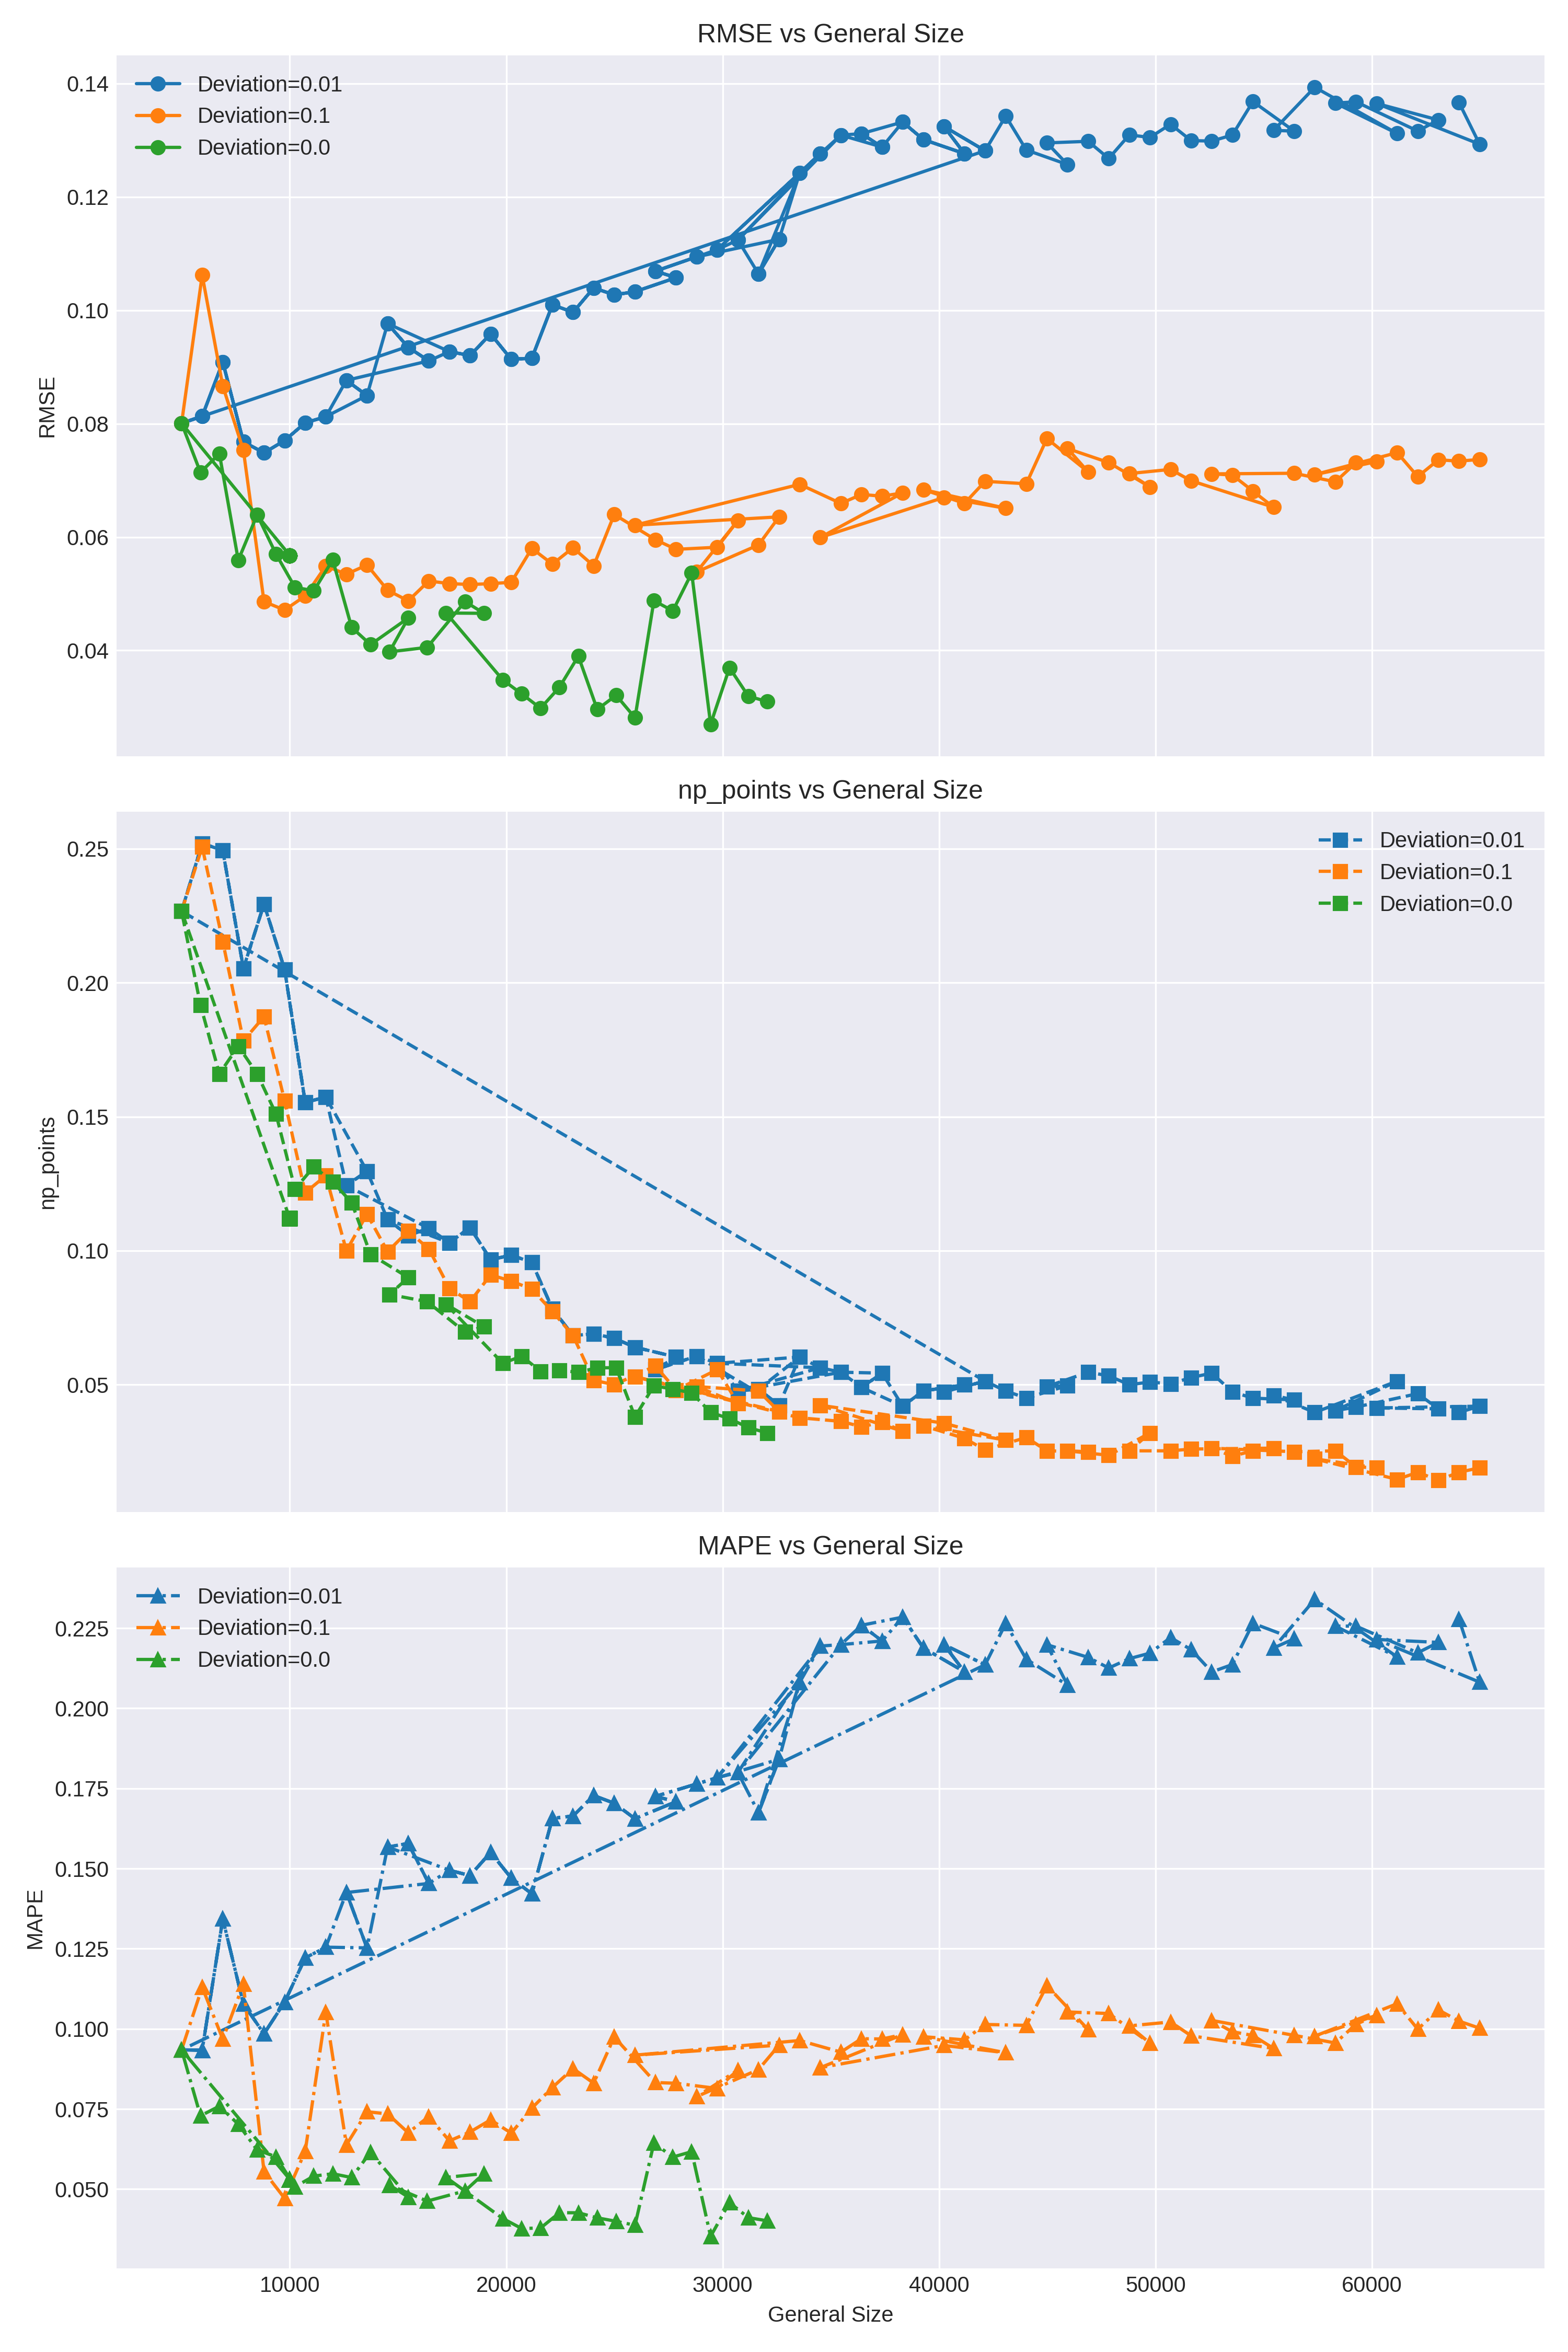 RMSE vs General Size
Deviation=0.01
Deviation=0.1
Deviation=0.0
0.14
0.12
0.10
0.08
0.06
0.04
RMSE
np_points vs General Size
Deviation=0.01
Deviation=0.1
Deviation=0.0
0.25
0.20
0.15
0.10
0.05
np_points
MAPE vs General Size
Deviation=0.01
Deviation=0.1
Deviation=0.0
0.225
0.200
0.175
0.150
0.125
0.100
0.075
0.050
MAPE
10000 20000 30000 40000 50000 60000
General Size